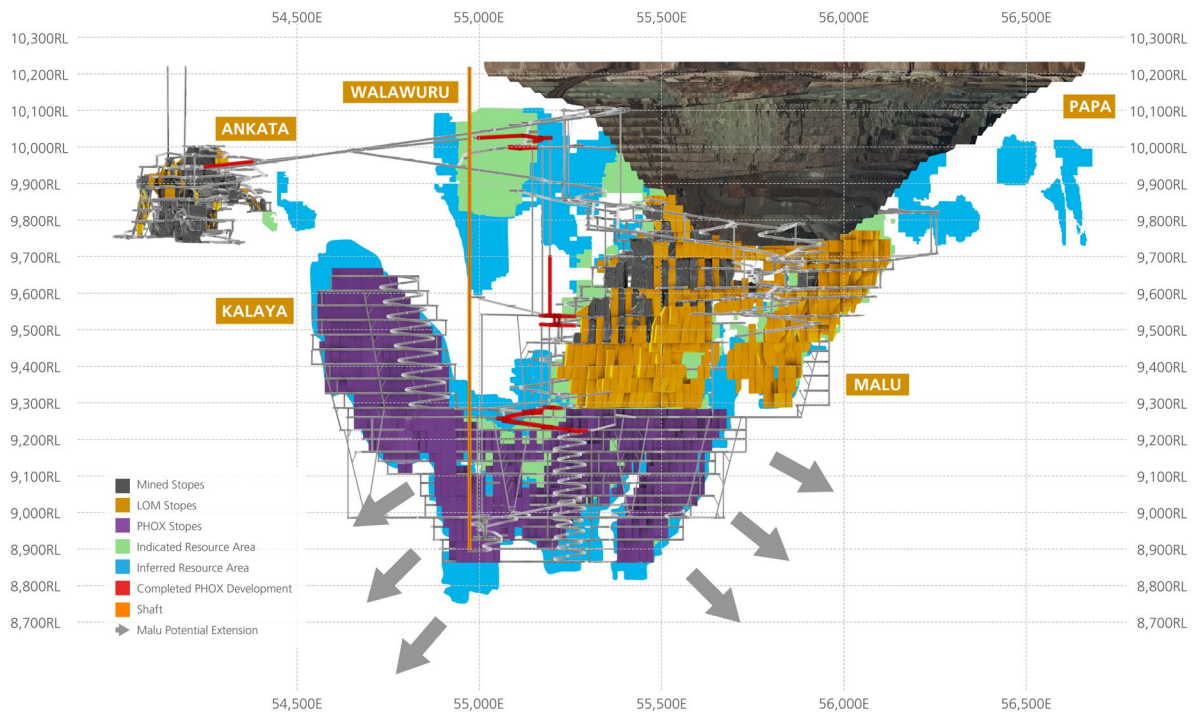 54,500E 55,000E 55,500E 56,000E 56,500E
10,300RL 10,300RL
10,200RL 10,200RL
WALAWURU
10,100RL PAPA 10,100RL
ANKATA
10,000RL 10,000RL
9,900RL 9,900RL
9,800RL 9,800RL
9,700RL 9,700RL
9,600RL 9,600RL
KALAYA
9,500RL 9,500RL
9,400RL 9,400RL
MALU
9,300RL 9,300RL
9,200RL 9,200RL
9,100RL 9,100RL
Mined Stopes
LOM Stopes
9,000RL 9,000RL
PHOX Stopes
Indicated Resource Area
8,900RL 8,900RL
Inferred Resource Area
8,800RL 8,800RL
Completed PHOX Development
Shaft
8,700RL 8,700RL
Malu Potential Extension
54,500E 55,000E 55,500E 56,000E 56,500E